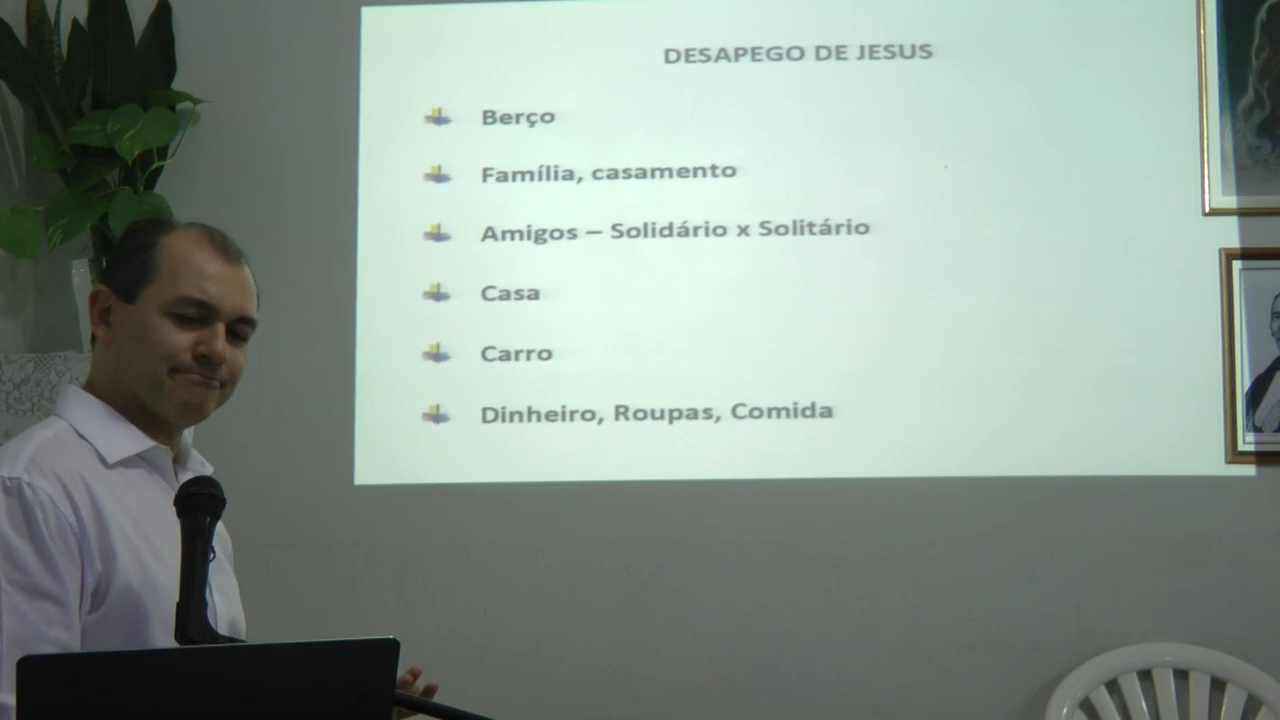 DESAPEGO DE JESUS
Berço
Família, casamento
Amigos – Solidário x Solitário
Casa
Carro
Dinheiro, Roupas, Comida